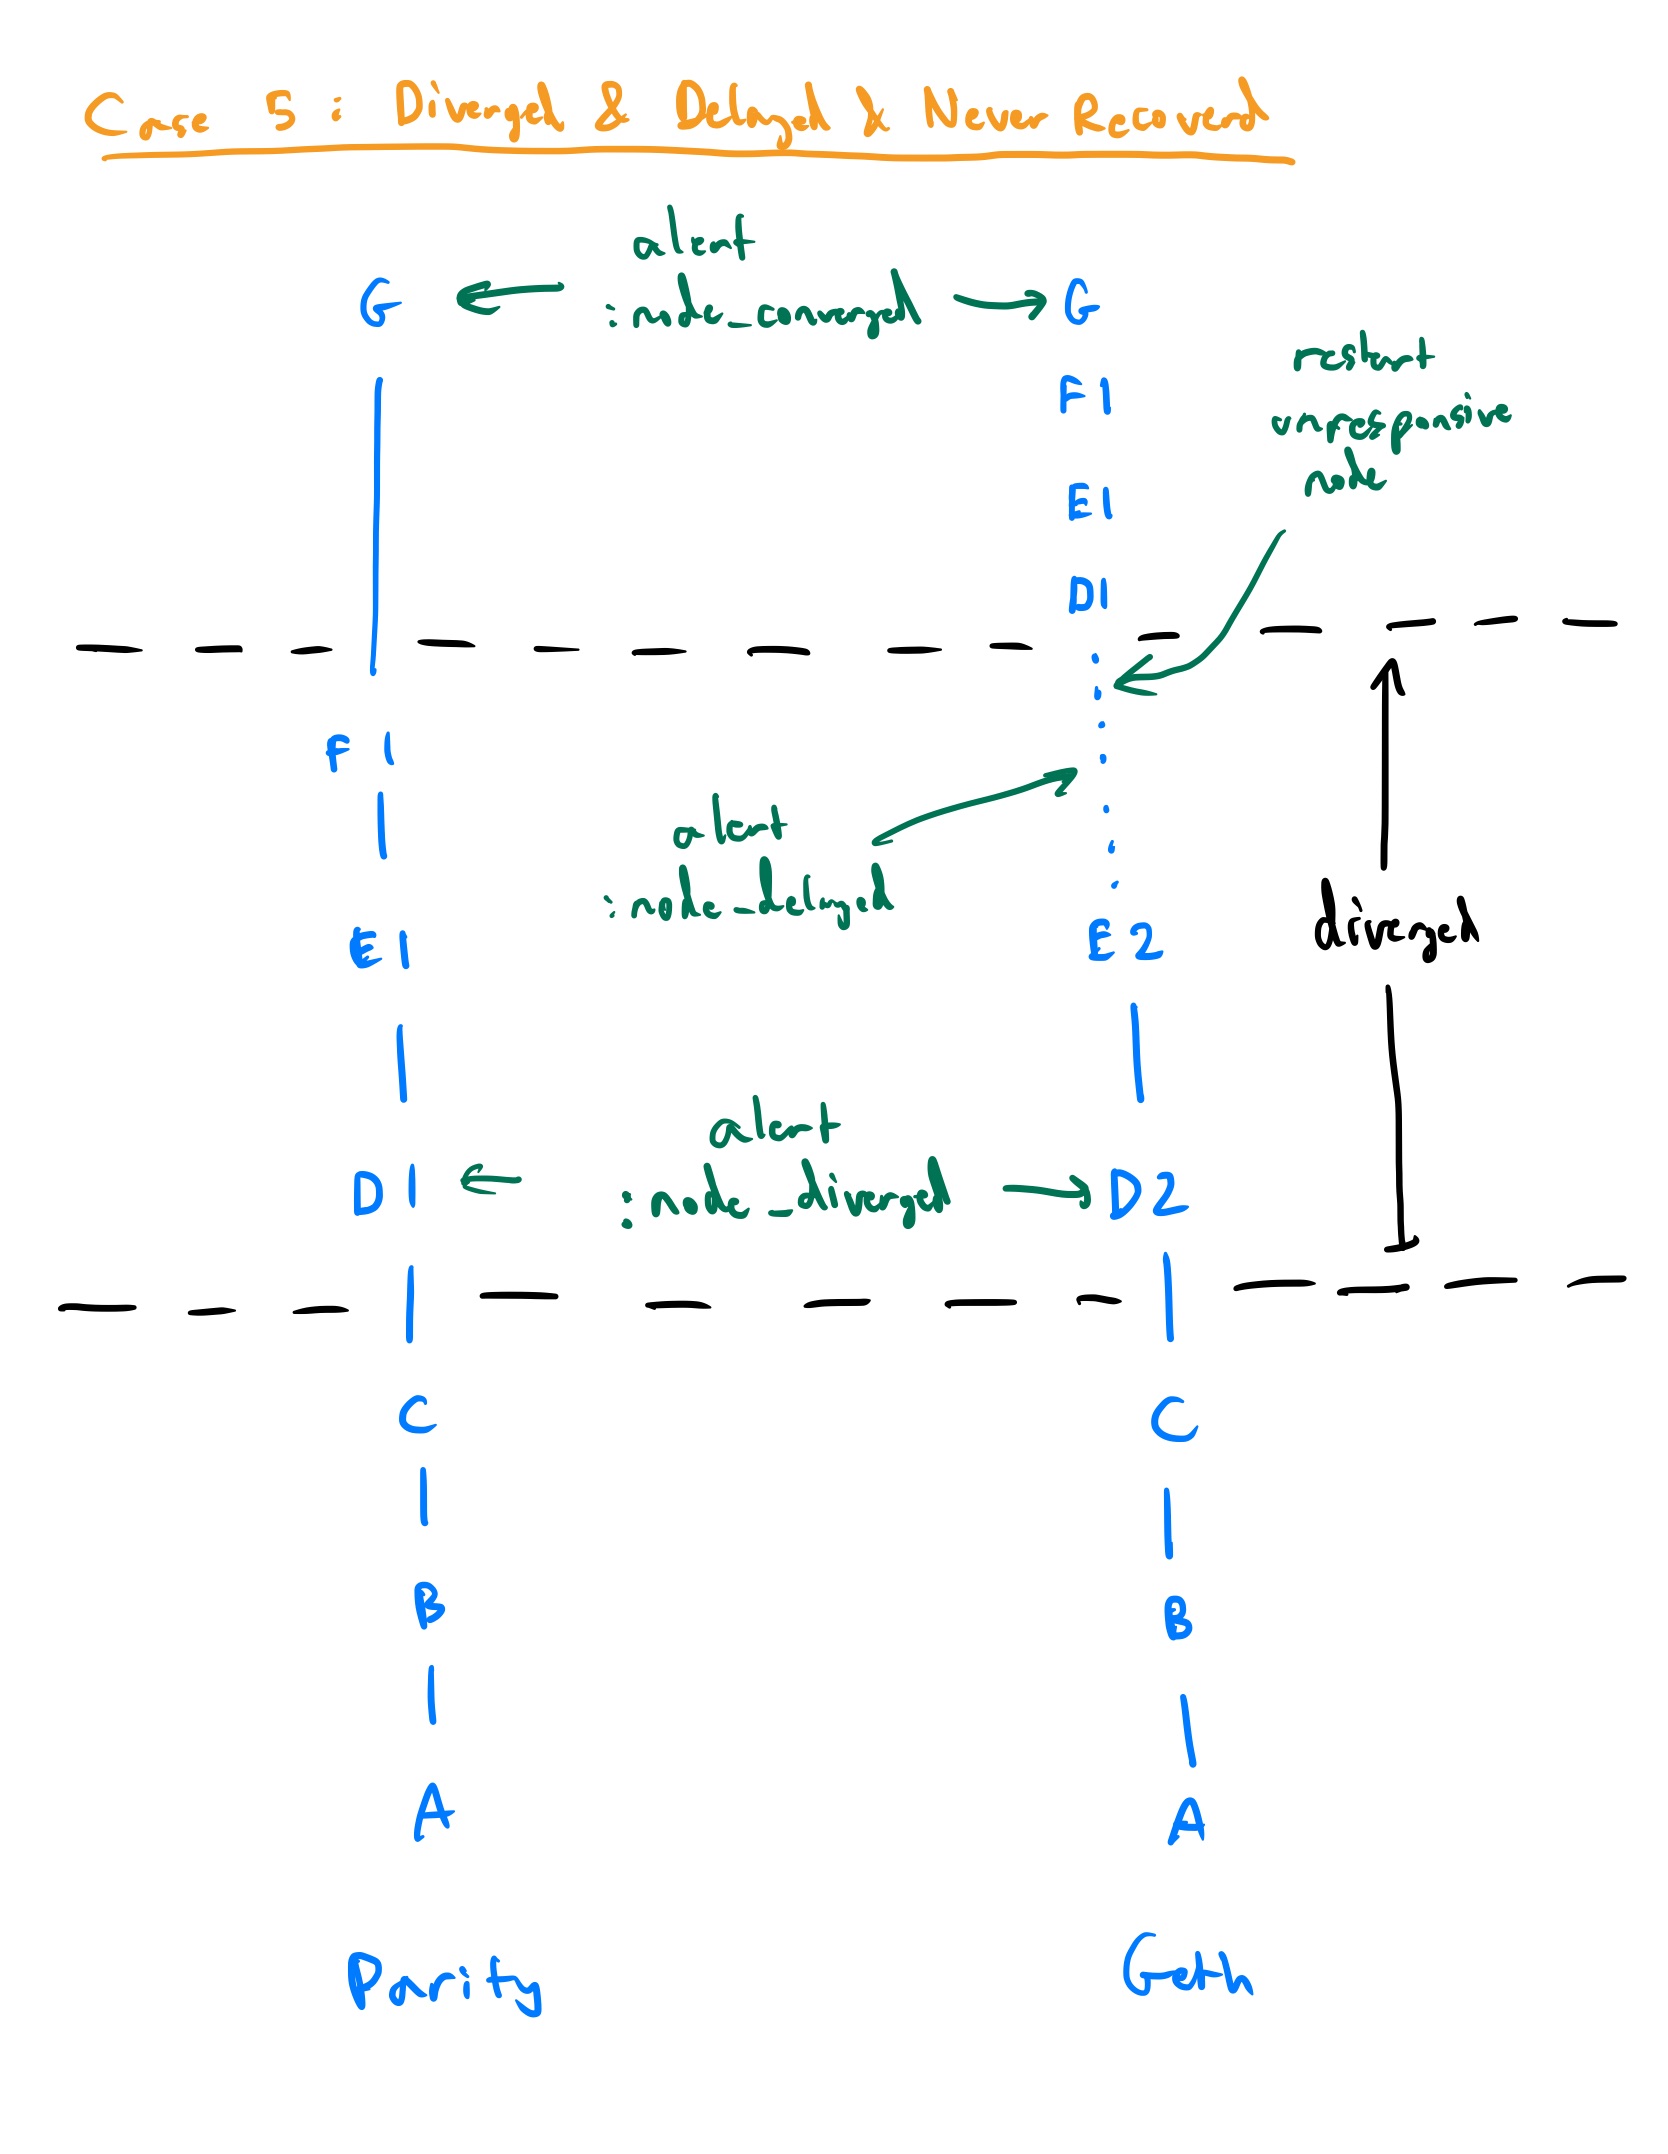 Case 5 : Diverged & Delayed & Never Recoverd
alert
G :node_converged G
restart
F1 unresponsive
E1 node
D1
F1
alert
:node_delayed
E1 E2 diverged
alert
D1 :node_diverged D2
C C
B B
A A
Parity Geth